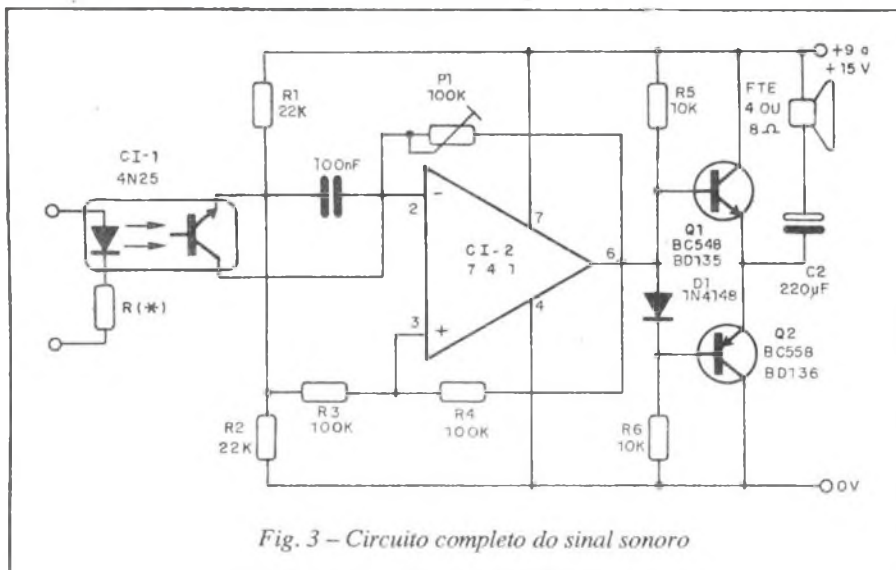 +9 a
+15 V
P1
100K
R1
22K
R5
10K
FTE
4 OU
8Ω
CI-1
4N25
100nF
2
-
7
Q1
BC548
BD135
CI-2
741
6
R(*)
D1
1N4148
C2
220µF
4
3
+
Q2
BC558
BD136
R3
100K
R4
100K
R2
22K
R6
10K
0V
Fig. 3 – Circuito completo do sinal sonoro